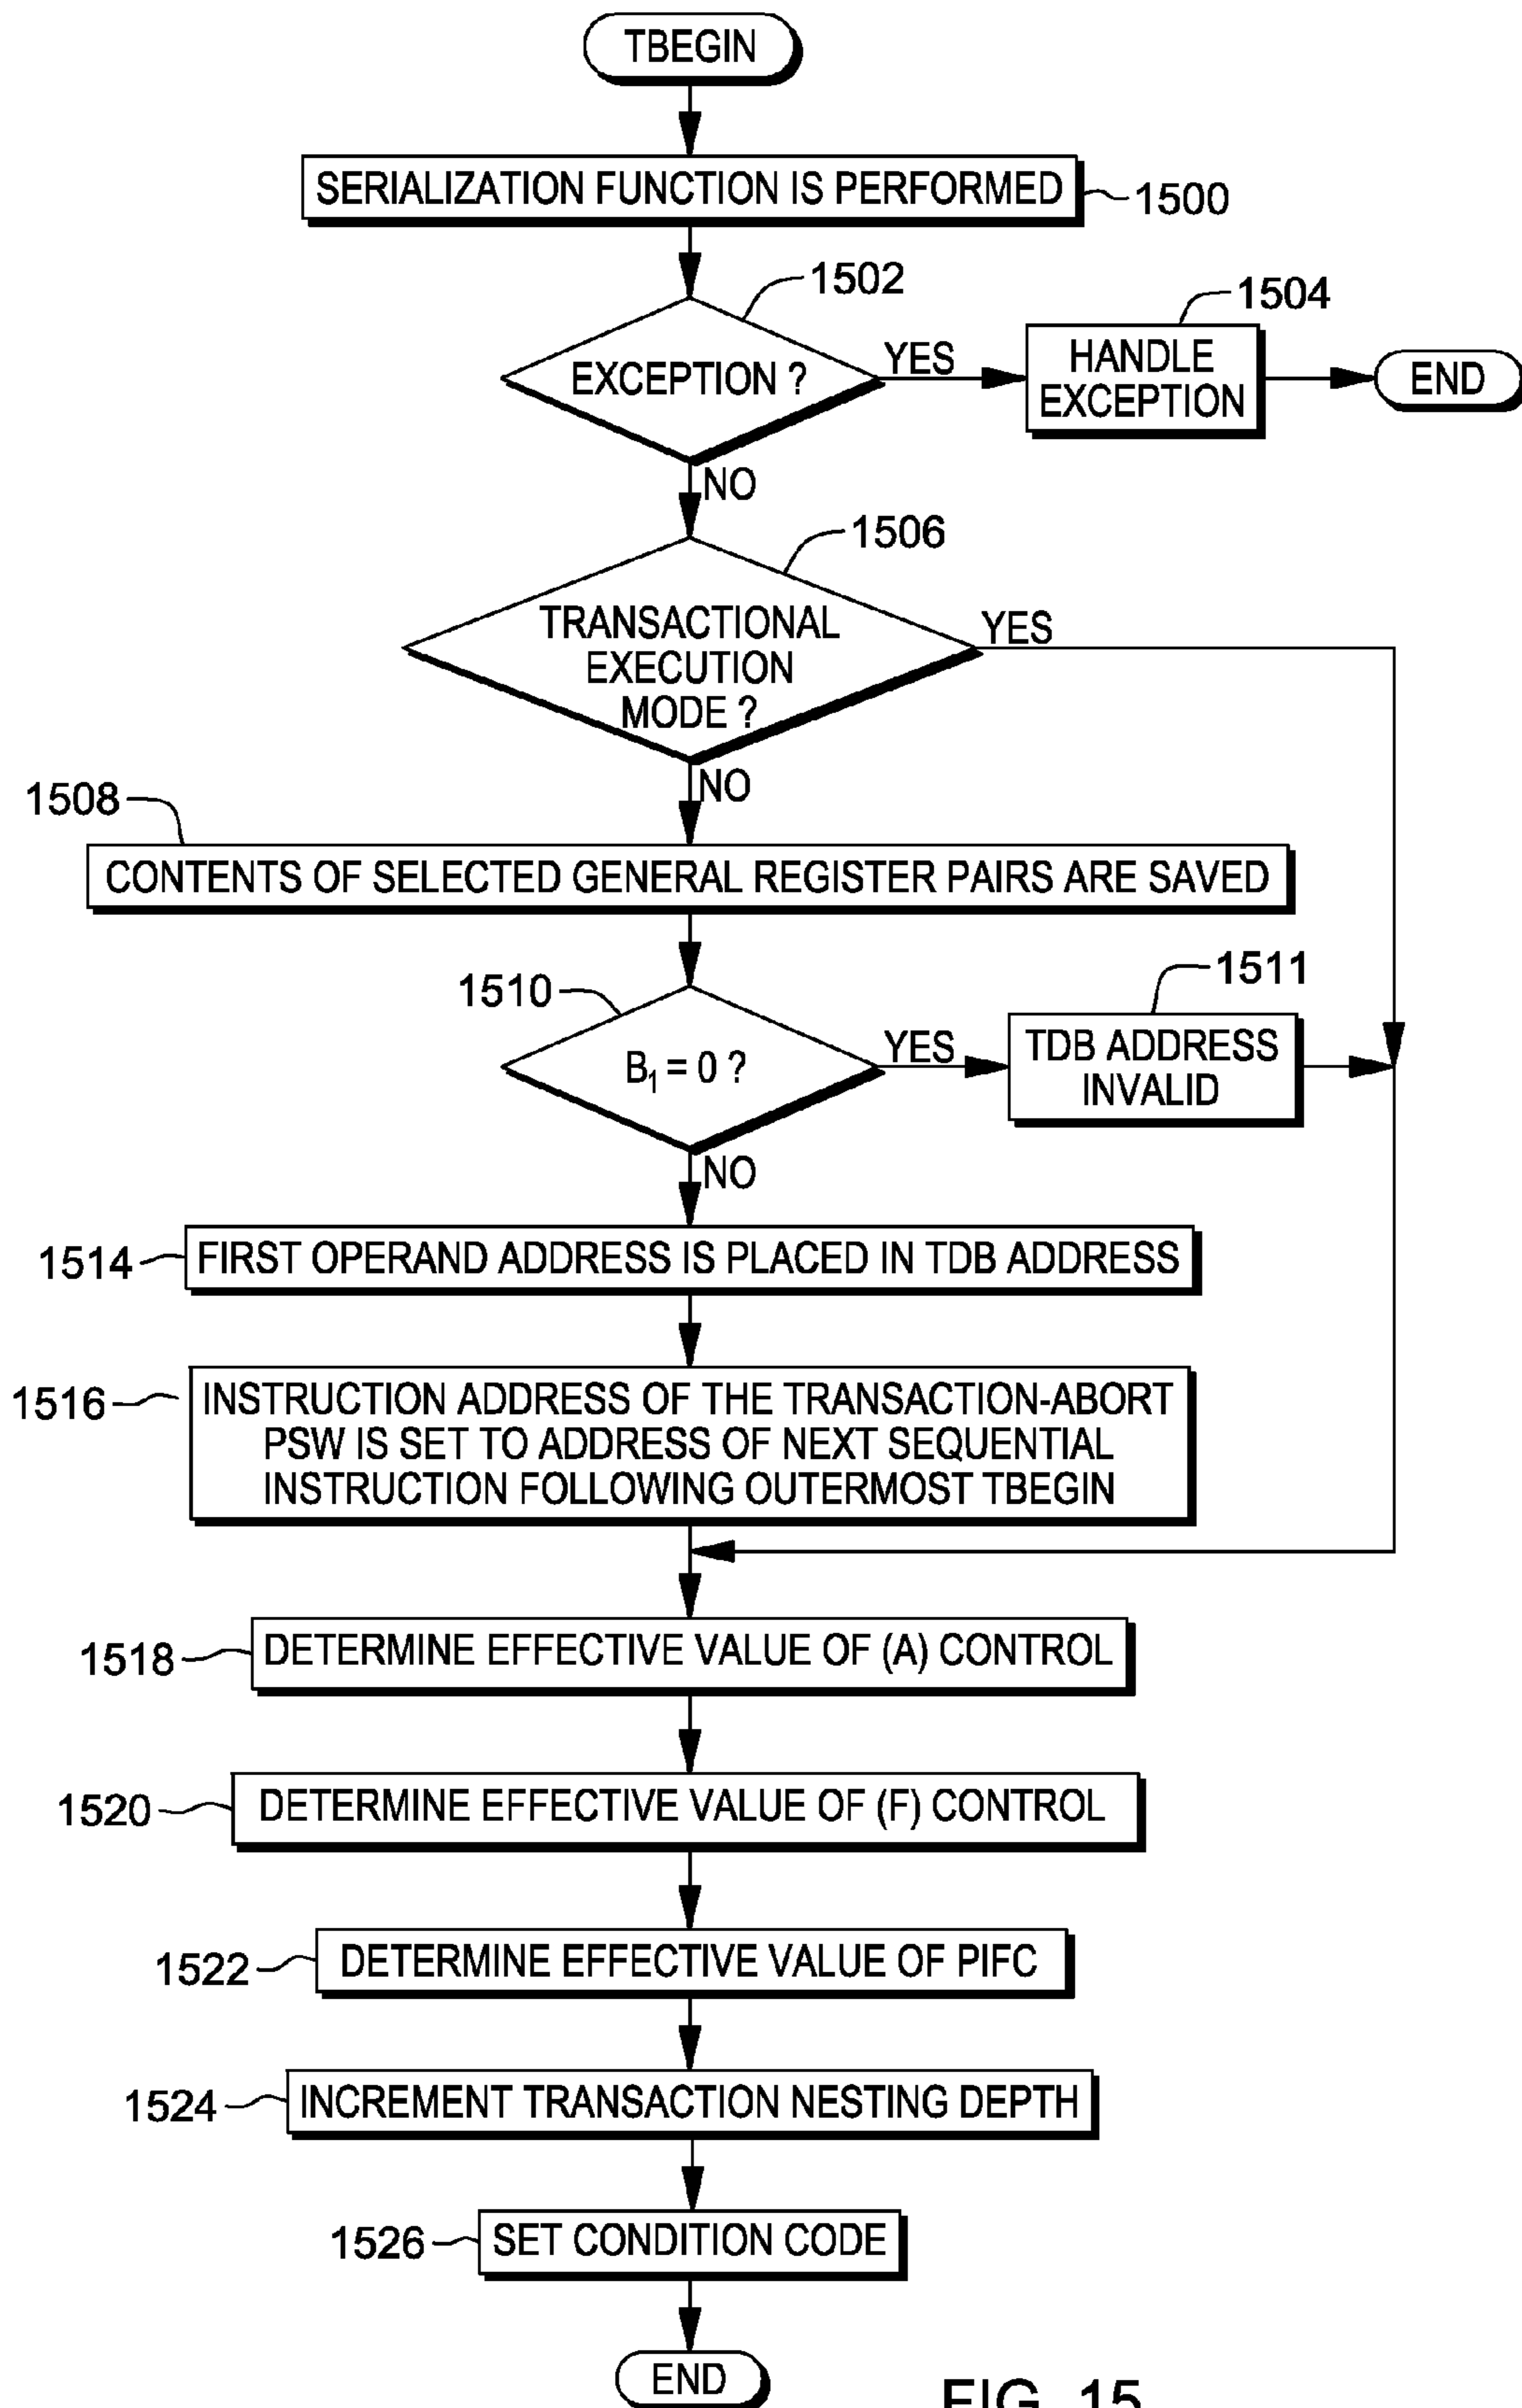 TBEGIN
SERIALIZATION FUNCTION IS PERFORMED
1500
1502
1504
EXCEPTION ?
YES
HANDLE
EXCEPTION
END
NO
1506
TRANSACTIONAL
EXECUTION
MODE ?
YES
NO
1508
CONTENTS OF SELECTED GENERAL REGISTER PAIRS ARE SAVED
1510
1511
B₁ = 0 ?
YES
TDB ADDRESS
INVALID
NO
1514
FIRST OPERAND ADDRESS IS PLACED IN TDB ADDRESS
1516
INSTRUCTION ADDRESS OF THE TRANSACTION-ABORT
PSW IS SET TO ADDRESS OF NEXT SEQUENTIAL
INSTRUCTION FOLLOWING OUTERMOST TBEGIN
1518
DETERMINE EFFECTIVE VALUE OF (A) CONTROL
1520
DETERMINE EFFECTIVE VALUE OF (F) CONTROL
1522
DETERMINE EFFECTIVE VALUE OF PIFC
1524
INCREMENT TRANSACTION NESTING DEPTH
1526
SET CONDITION CODE
END
FIG. 15